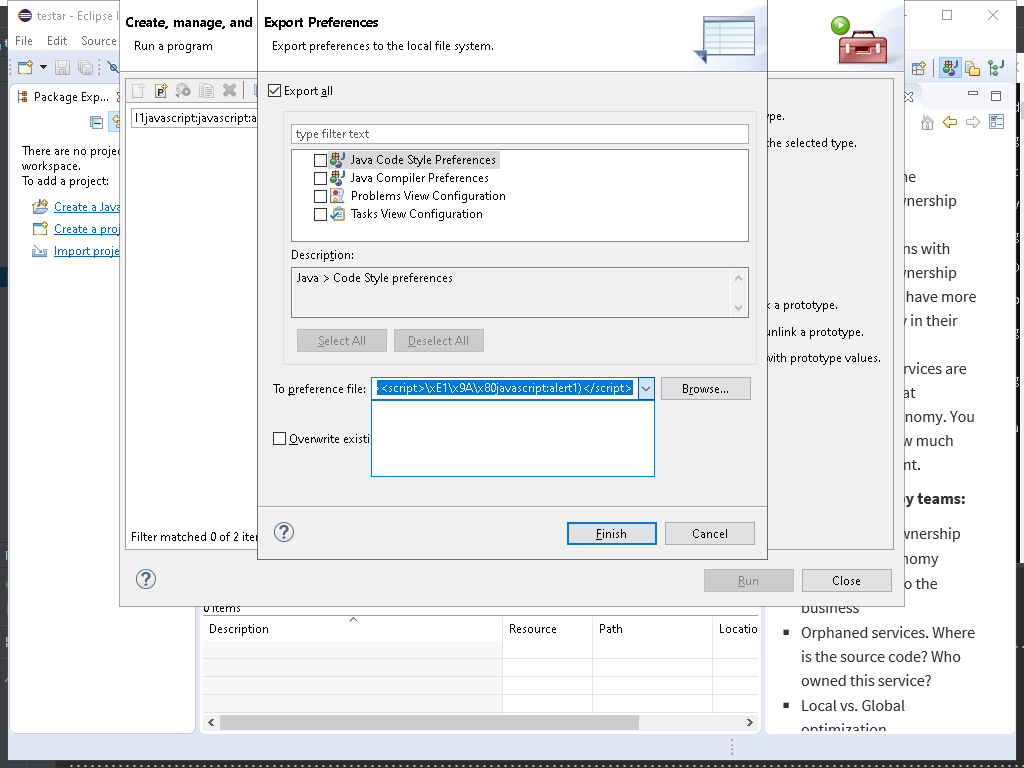 testar - Eclipse I
File Edit Source
Package Exp...
There are no proje
workspace.
To add a project:
Create a Java
Create a proj
Import proje
Create, manage, and
Run a program
l1javascript:javascript:a
Filter matched 0 of 2 iter
Export Preferences
Export preferences to the local file system.
Export all
type filter text
Java Code Style Preferences
Java Compiler Preferences
Problems View Configuration
Tasks View Configuration
Description:
Java > Code Style preferences
Select All Deselect All
To preference file: <script>\xE1\x9A\x80javascript:alert1)</script> Browse...
Overwrite existi
Finish Cancel
ype.
the selected type.
k a prototype.
unlink a prototype.
with prototype values.
Run Close
0 items
Description Resource Path Locatio
ne
nership
ns with
nership
have more
y in their
rvices are
at
nomy. You
w much
nt.
y teams:
wnership
nomy
o the
business
Orphaned services. Where
is the source code? Who
owned this service?
Local vs. Global
optimization